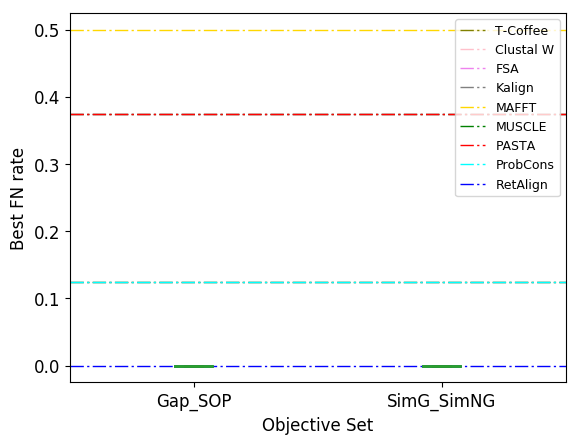 0.5
0.4
0.3
0.2
0.1
0.0
Best FN rate
T-Coffee
Clustal W
FSA
Kalign
MAFFT
MUSCLE
PASTA
ProbCons
RetAlign
Gap_SOP
SimG_SimNG
Objective Set